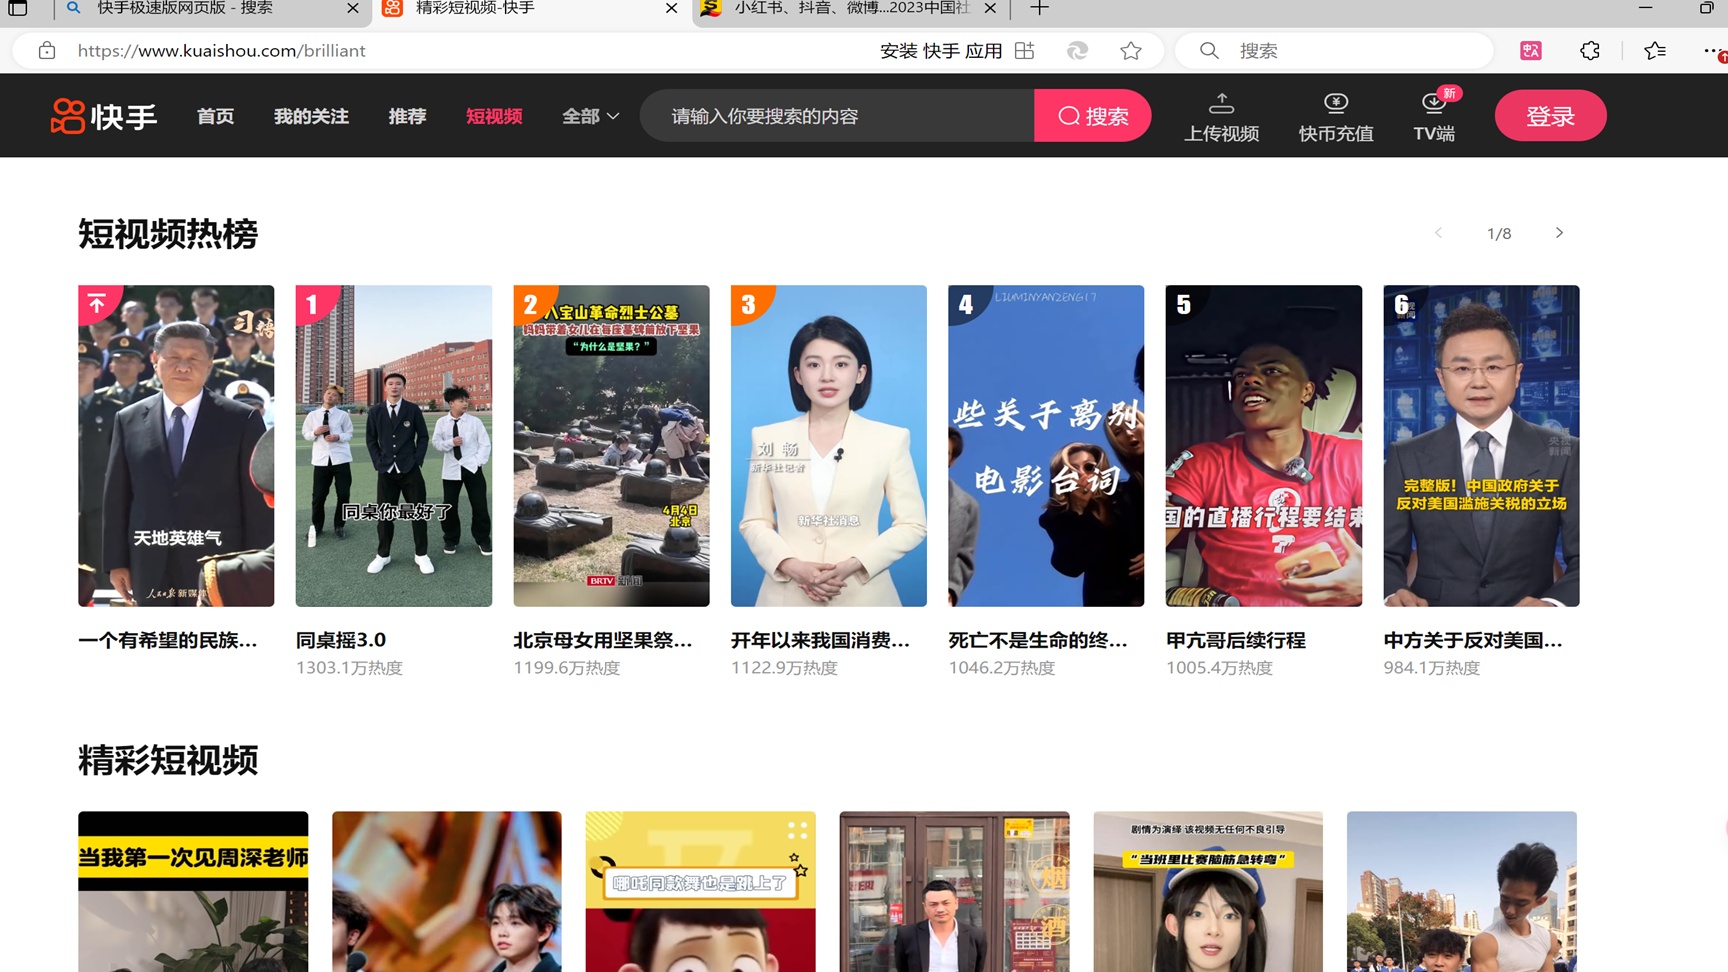 快手极速版网页版 - 搜索
精彩短视频-快手
小红书、抖音、微博...2023中国社
https://www.kuaishou.com/brilliant
安装 快手 应用
搜索
快手
首页
我的关注
推荐
短视频
全部
请输入你要搜索的内容
搜索
上传视频
快币充值
新
TV端
登录
短视频热榜
1/8
习语
天地英雄气
人民日报新媒体
1
同桌你最好了
2
八宝山革命烈士公墓
妈妈带着女儿在每座墓碑前放下坚果
“为什么是坚果？”
4月4日
北京
BRTV新闻
3
刘 畅
新华社记者
新华社消息
4
LIUMINYANZENG17
些关于离别
电影台词
5
国的直播行程要结束
?
6
央视
新闻
完整版！中国政府关于
反对美国滥施关税的立场
一个有希望的民族...
同桌摇3.0
1303.1万热度
北京母女用坚果祭...
1199.6万热度
开年以来我国消费...
1122.9万热度
死亡不是生命的终...
1046.2万热度
甲亢哥后续行程
1005.4万热度
中方关于反对美国...
984.1万热度
精彩短视频
当我第一次见周深老师
哪吒同款舞也是跳上了
烟
酒
剧情为演绎 该视频无任何不良引导
“当班里比赛脑筋急转弯”